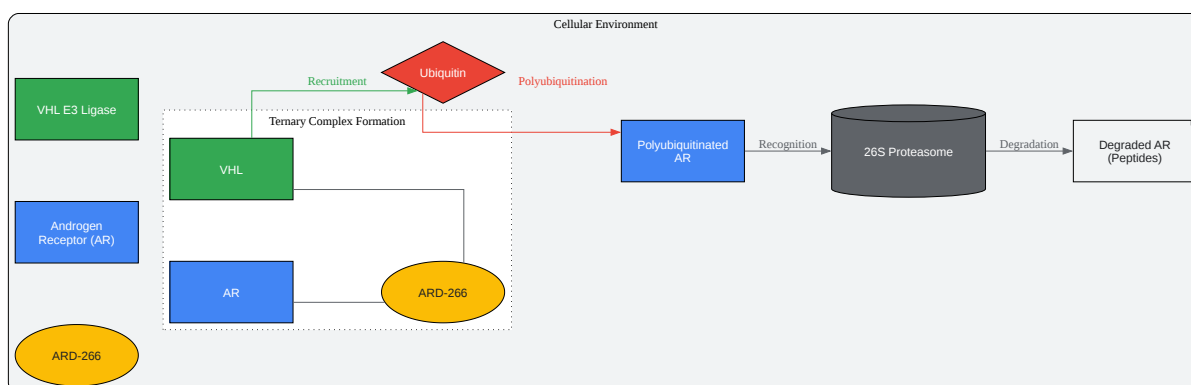 Cellular Environment
VHL E3 Ligase
Androgen
Receptor (AR)
ARD-266
Ternary Complex Formation
VHL
AR
ARD-266
Recruitment
Ubiquitin
Polyubiquitination
Polyubiquitinated
AR
Recognition
26S Proteasome
Degradation
Degraded AR
(Peptides)